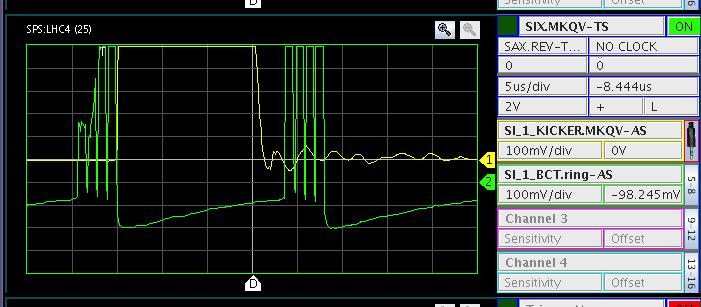 D
Sensitivity Offset
SPS:LHC4 (25)
SIX.MKQV-TS ON
SAX.REV-T... NO CLOCK
0 0
5us/div -8.444us
2V + L
SI_1_KICKER.MKQV-AS
100mV/div 0V
1
SI_1_BCT.ring-AS
2
100mV/div -98.245mV
5-8
Channel 3
Sensitivity Offset
9-12
Channel 4
Sensitivity Offset
13-16
D